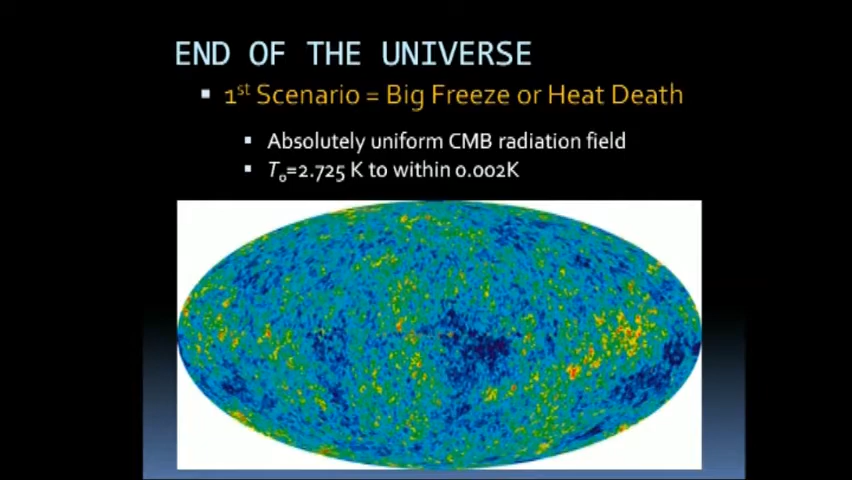 END OF THE UNIVERSE
▪ 1st Scenario = Big Freeze or Heat Death
▪ Absolutely uniform CMB radiation field
▪ To=2.725 K to within 0.002K